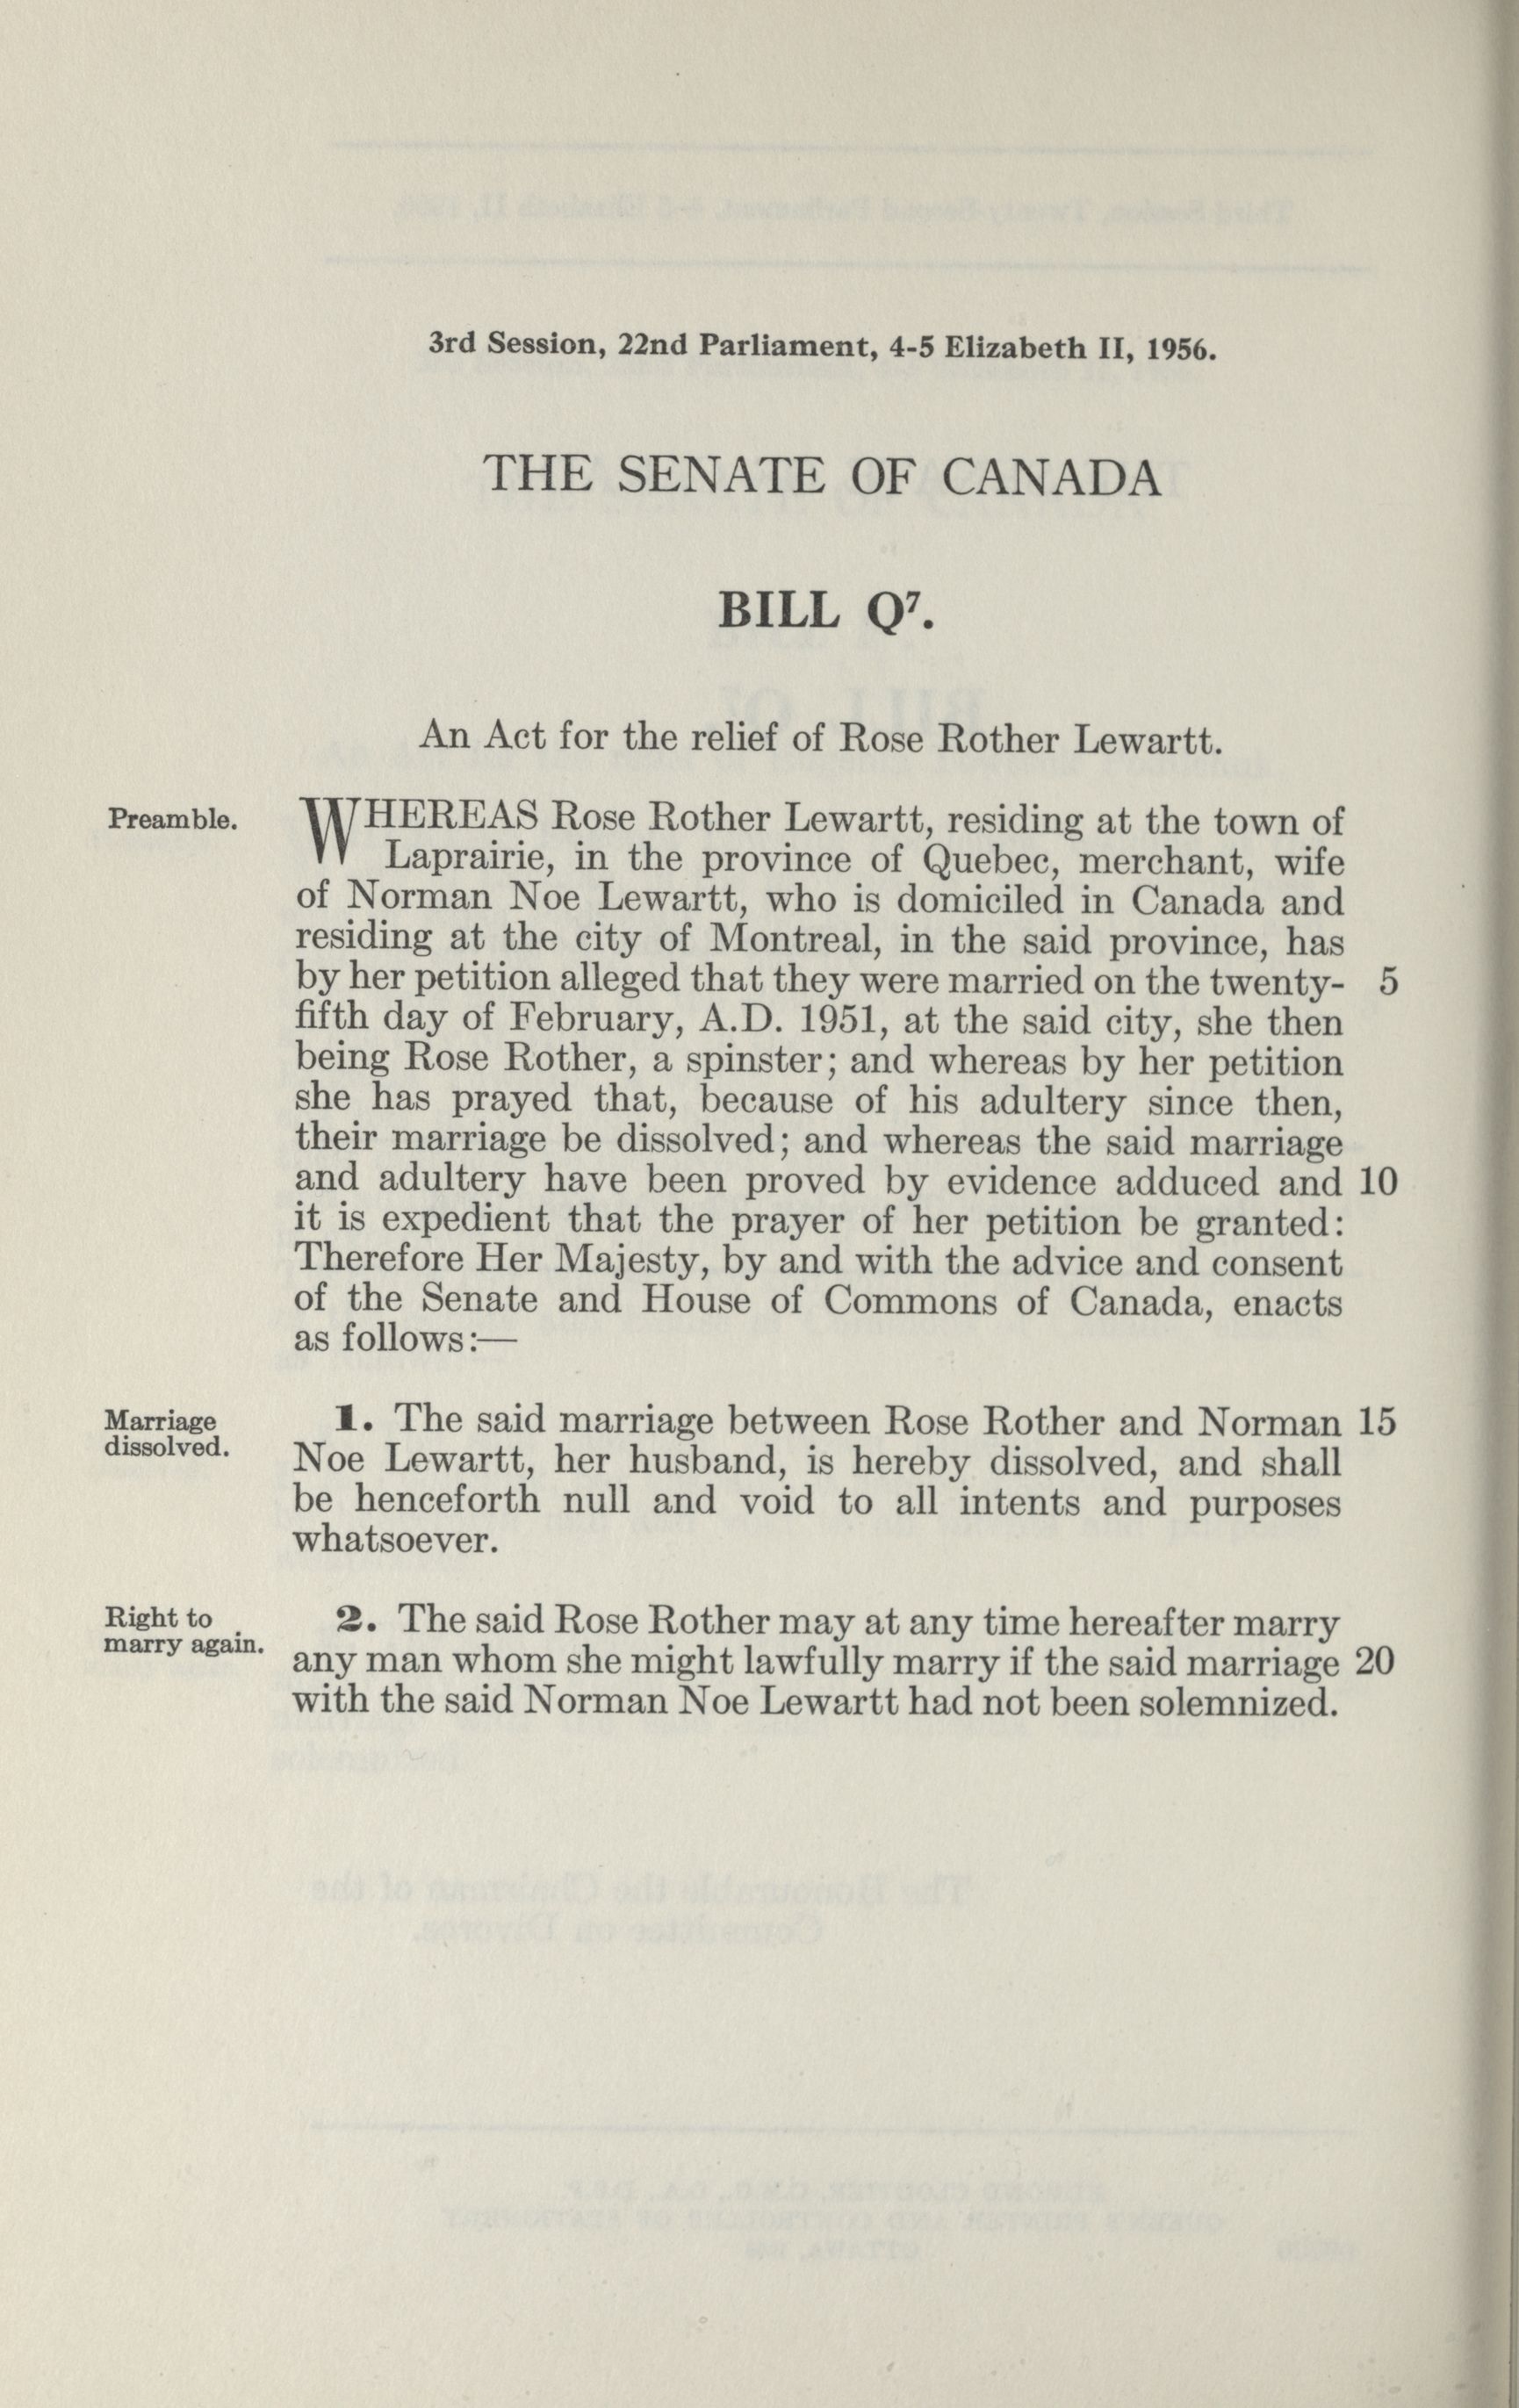 3rd Session, 22nd Parliament, 4-5 Elizabeth II, 1956.
THE SENATE OF CANADA
BILL Q⁷.
An Act for the relief of Rose Rother Lewartt.
Preamble.
WHEREAS Rose Rother Lewartt, residing at the town of
Laprairie, in the province of Quebec, merchant, wife
of Norman Noe Lewartt, who is domiciled in Canada and
residing at the city of Montreal, in the said province, has
by her petition alleged that they were married on the twenty- 5
fifth day of February, A.D. 1951, at the said city, she then
being Rose Rother, a spinster; and whereas by her petition
she has prayed that, because of his adultery since then,
their marriage be dissolved; and whereas the said marriage
and adultery have been proved by evidence adduced and 10
it is expedient that the prayer of her petition be granted:
Therefore Her Majesty, by and with the advice and consent
of the Senate and House of Commons of Canada, enacts
as follows:—
Marriage
dissolved.
1. The said marriage between Rose Rother and Norman 15
Noe Lewartt, her husband, is hereby dissolved, and shall
be henceforth null and void to all intents and purposes
whatsoever.
Right to
marry again.
2. The said Rose Rother may at any time hereafter marry
any man whom she might lawfully marry if the said marriage 20
with the said Norman Noe Lewartt had not been solemnized.